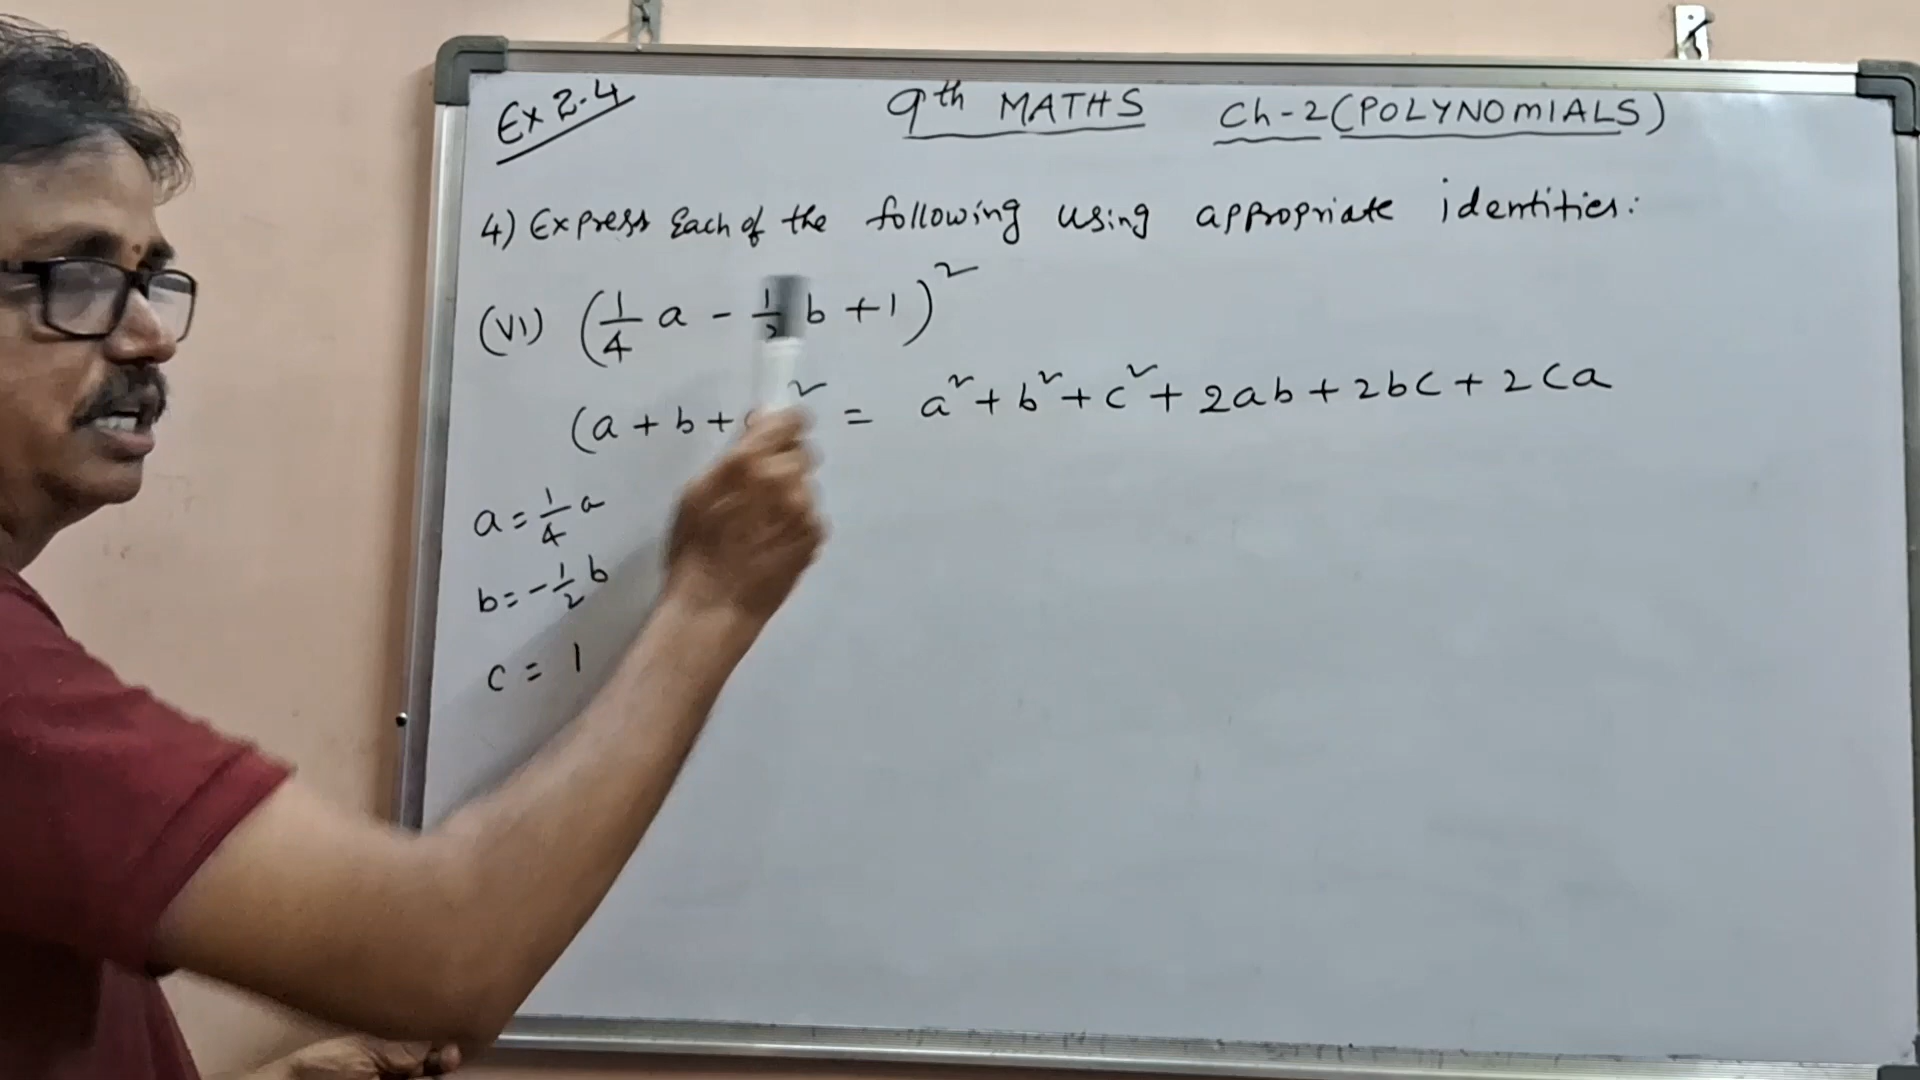 Ex 2.4
9th MATHS Ch-2 (POLYNOMIALS)
4) Express Each of the following using appropriate identities:
(VI) (1/4 a - 1/2 b + 1)²
(a + b + c)² = a² + b² + c² + 2ab + 2bc + 2ca
a = 1/4 a
b = -1/2 b
c = 1